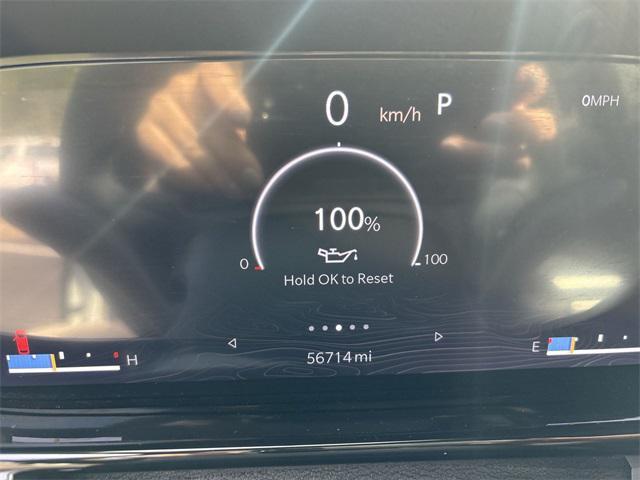 0 km/h P
0MPH
100%
0 100
Hold OK to Reset
56714 mi
H
E